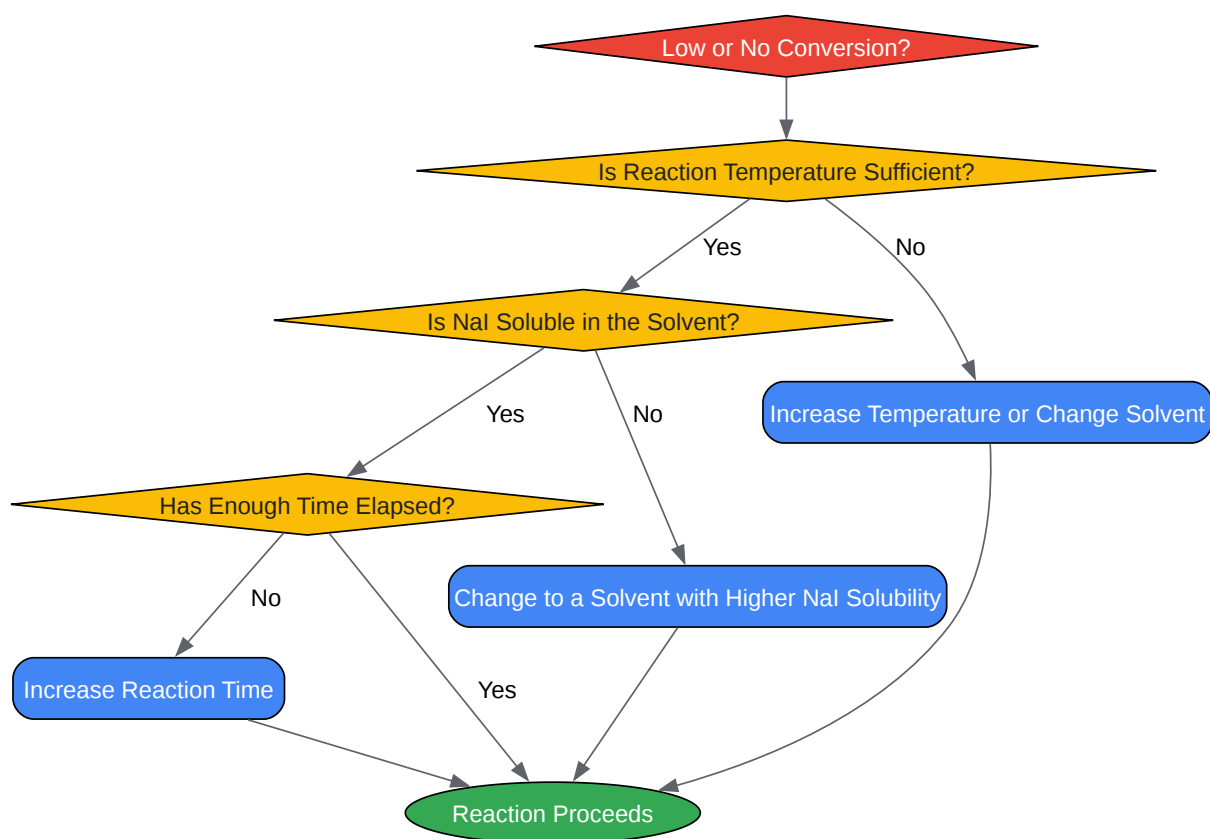 Low or No Conversion?
Is Reaction Temperature Sufficient?
Yes
No
Is NaI Soluble in the Solvent?
Yes
No
Increase Temperature or Change Solvent
Has Enough Time Elapsed?
No
Change to a Solvent with Higher NaI Solubility
Increase Reaction Time
Yes
Reaction Proceeds